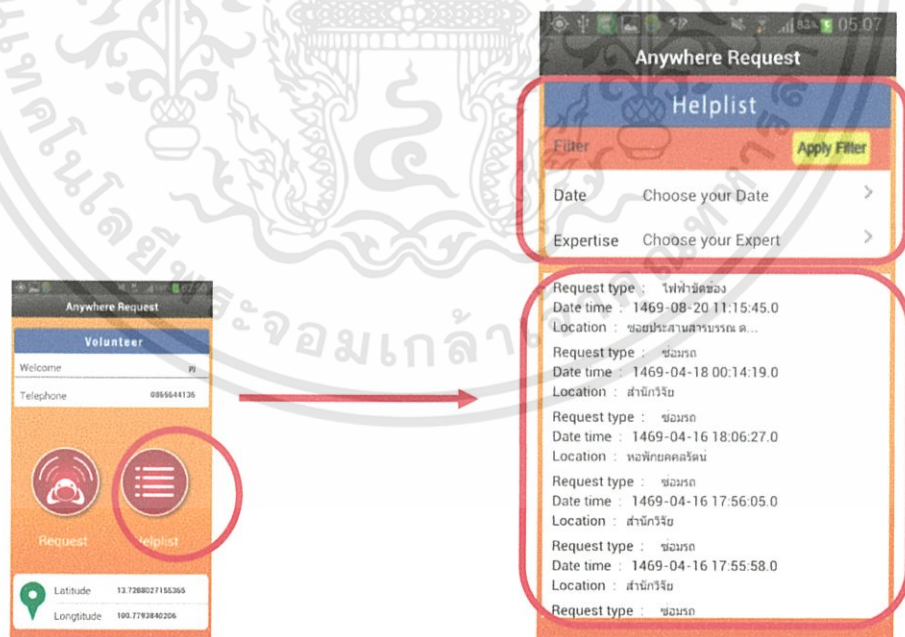 Anywhere Request
Volunteer
Welcome
Telephone 0866644136
Request Helplist
Latitude 13.7288027155365
Longtitude 100.7793840206
83% 05:07
Anywhere Request
Helplist
Filter Apply Filter
Date Choose your Date >
Expertise Choose your Expert >
Request type : ไฟฟ้าขัดข้อง
Date time : 1469-08-20 11:15:45.0
Location : ซอยประสานสารบรรณ ต...
Request type : ซ่อมรถ
Date time : 1469-04-18 00:14:19.0
Location : สำนักวิจัย
Request type : ซ่อมรถ
Date time : 1469-04-16 18:06:27.0
Location : หอพักยคคลรัตน์
Request type : ซ่อมรถ
Date time : 1469-04-16 17:56:05.0
Location : สำนักวิจัย
Request type : ซ่อมรถ
Date time : 1469-04-16 17:55:58.0
Location : สำนักวิจัย
Request type : ซ่อมรถ